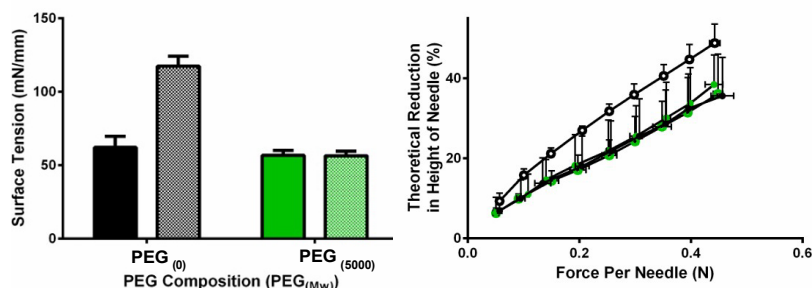 Surface Tension (mN/mm)
150
100
50
0
PEG (0)
PEG (5000)
PEG Composition (PEG(Mw))
Theoretical Reduction
in Height of Needle (%)
40
20
0
0.0
0.2
0.4
0.6
Force Per Needle (N)